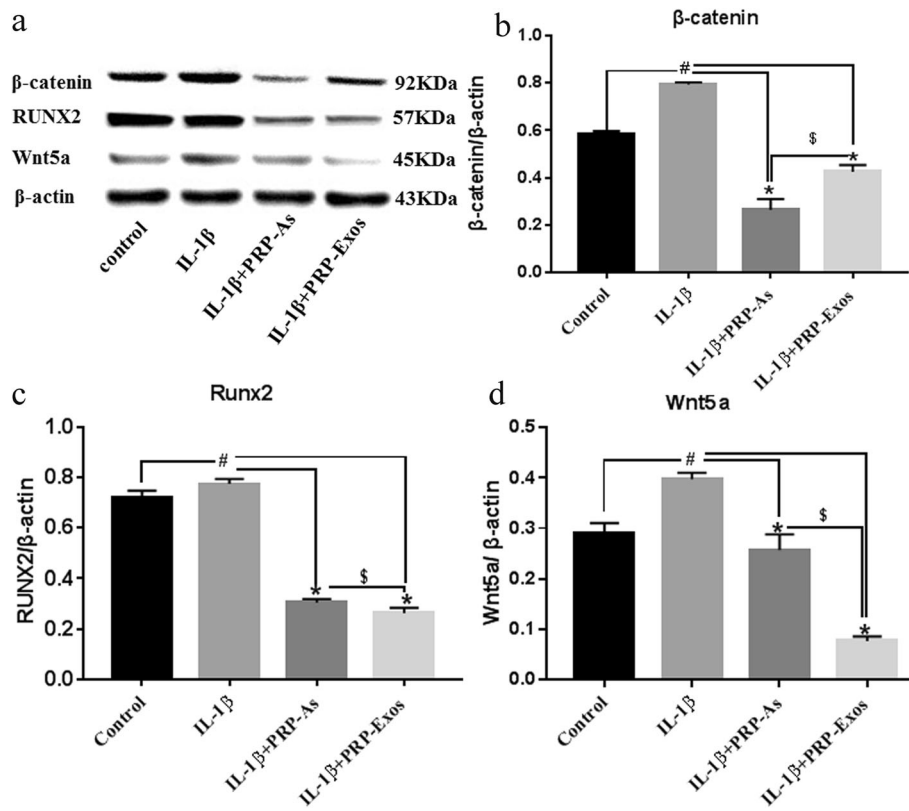 a
β-catenin 92KDa
RUNX2 57KDa
Wnt5a 45KDa
β-actin 43KDa
control IL-1β IL-1β+PRP-As IL-1β+PRP-Exos
b
β-catenin
β-catenin/β-actin
0.8
0.6
0.4
0.2
0.0
#
$
* *
Control IL-1β IL-1β+PRP-As IL-1β+PRP-Exos
c
Runx2
RUNX2/β-actin
1.0
0.8
0.6
0.4
0.2
0.0
#
$
* *
Control IL-1β IL-1β+PRP-As IL-1β+PRP-Exos
d
Wnt5a
Wnt5a/ β-actin
0.5
0.4
0.3
0.2
0.1
0.0
#
$
*
*
Control IL-1β IL-1β+PRP-As IL-1β+PRP-Exos